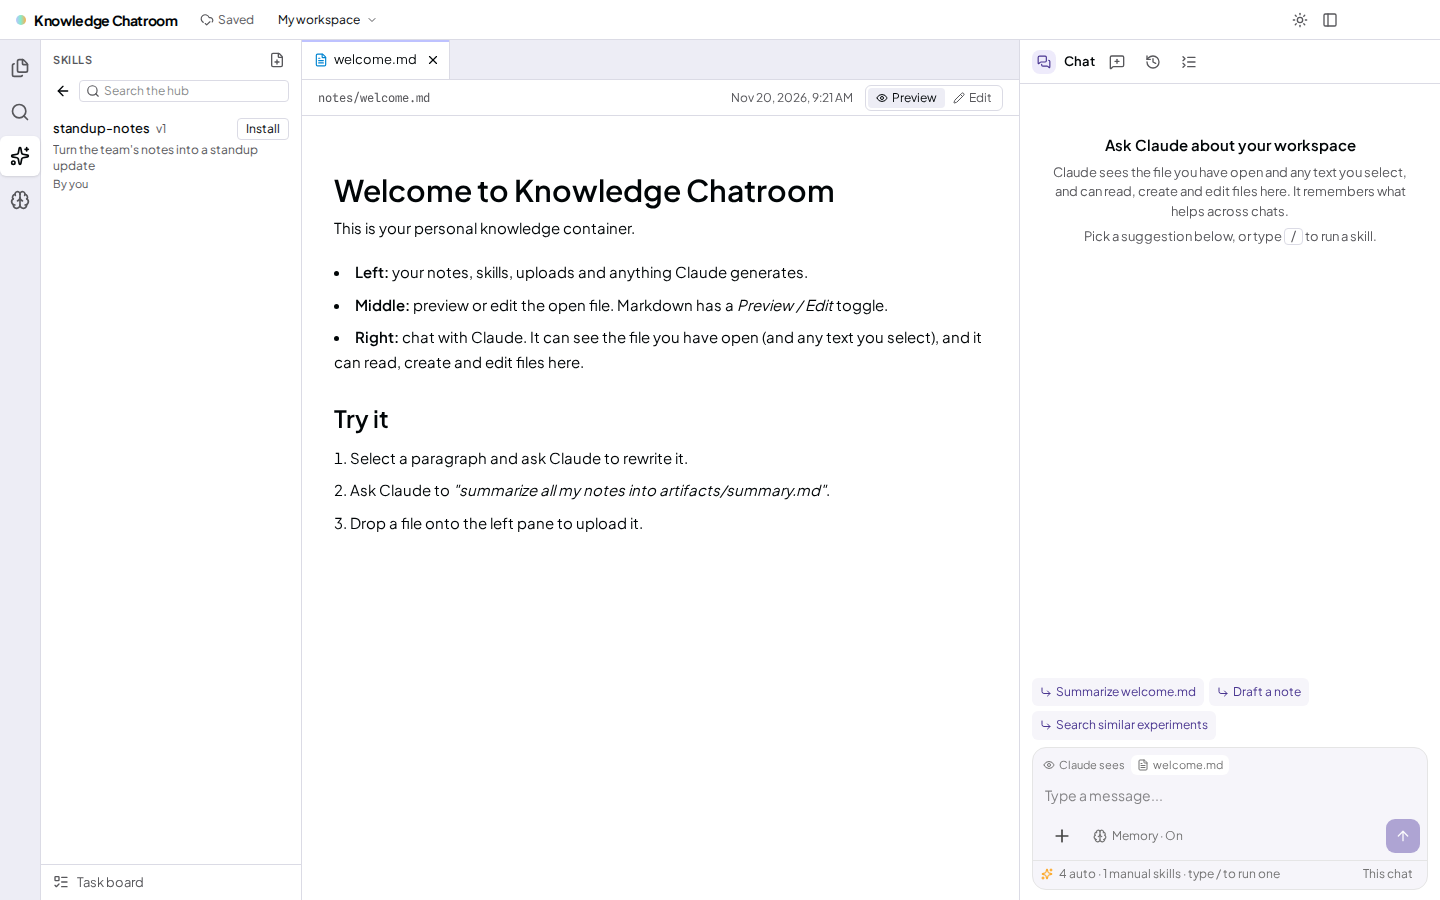 Knowledge Chatroom
Saved
My workspace
SKILLS
Search the hub
standup-notes v1
Install
Turn the team's notes into a standup
update
By you
Task board
welcome.md
notes/welcome.md
Nov 20, 2026, 9:21 AM
Preview
Edit
Welcome to Knowledge Chatroom
This is your personal knowledge container.
• Left: your notes, skills, uploads and anything Claude generates.
• Middle: preview or edit the open file. Markdown has a Preview / Edit toggle.
• Right: chat with Claude. It can see the file you have open (and any text you select), and it
can read, create and edit files here.
Try it
1. Select a paragraph and ask Claude to rewrite it.
2. Ask Claude to "summarize all my notes into artifacts/summary.md".
3. Drop a file onto the left pane to upload it.
Chat
Ask Claude about your workspace
Claude sees the file you have open and any text you select,
and can read, create and edit files here. It remembers what
helps across chats.
Pick a suggestion below, or type / to run a skill.
Summarize welcome.md
Draft a note
Search similar experiments
Claude sees
welcome.md
Type a message...
Memory · On
4 auto · 1 manual skills · type / to run one
This chat